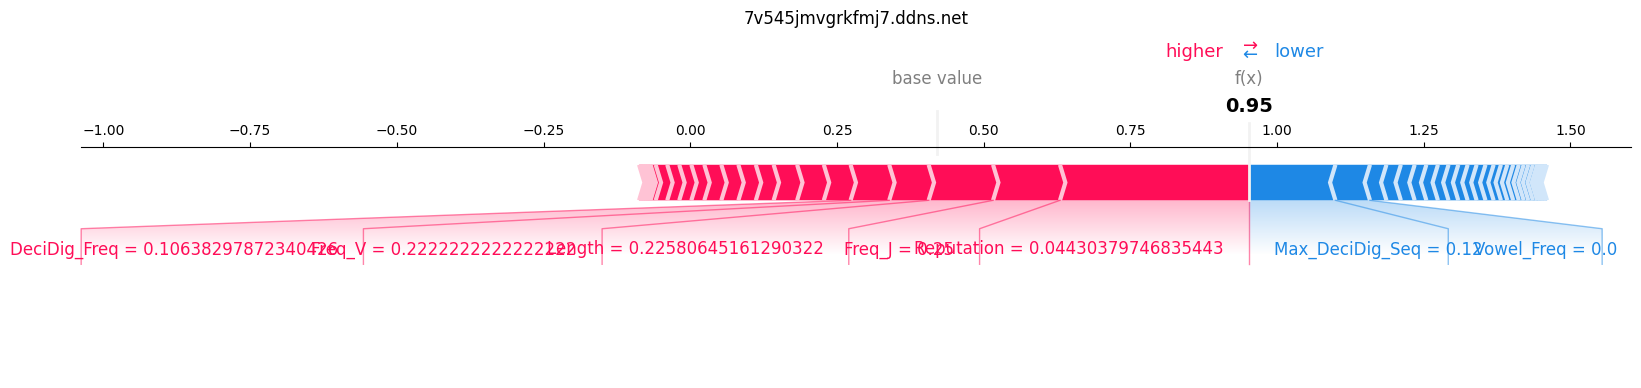 7v545jmvgrkfmj7.ddns.net
higher ⇄ lower
base value f(x)
0.95
−1.00 −0.75 −0.50 −0.25 0.00 0.25 0.50 0.75 1.00 1.25 1.50
DeciDig_Freq = 0.10638297872340426 Freq_V = 0.2222222222222222 Length = 0.22580645161290322 Freq_J = 0.25 Reputation = 0.04430379746835443 Max_DeciDig_Seq = 0.12 Vowel_Freq = 0.0